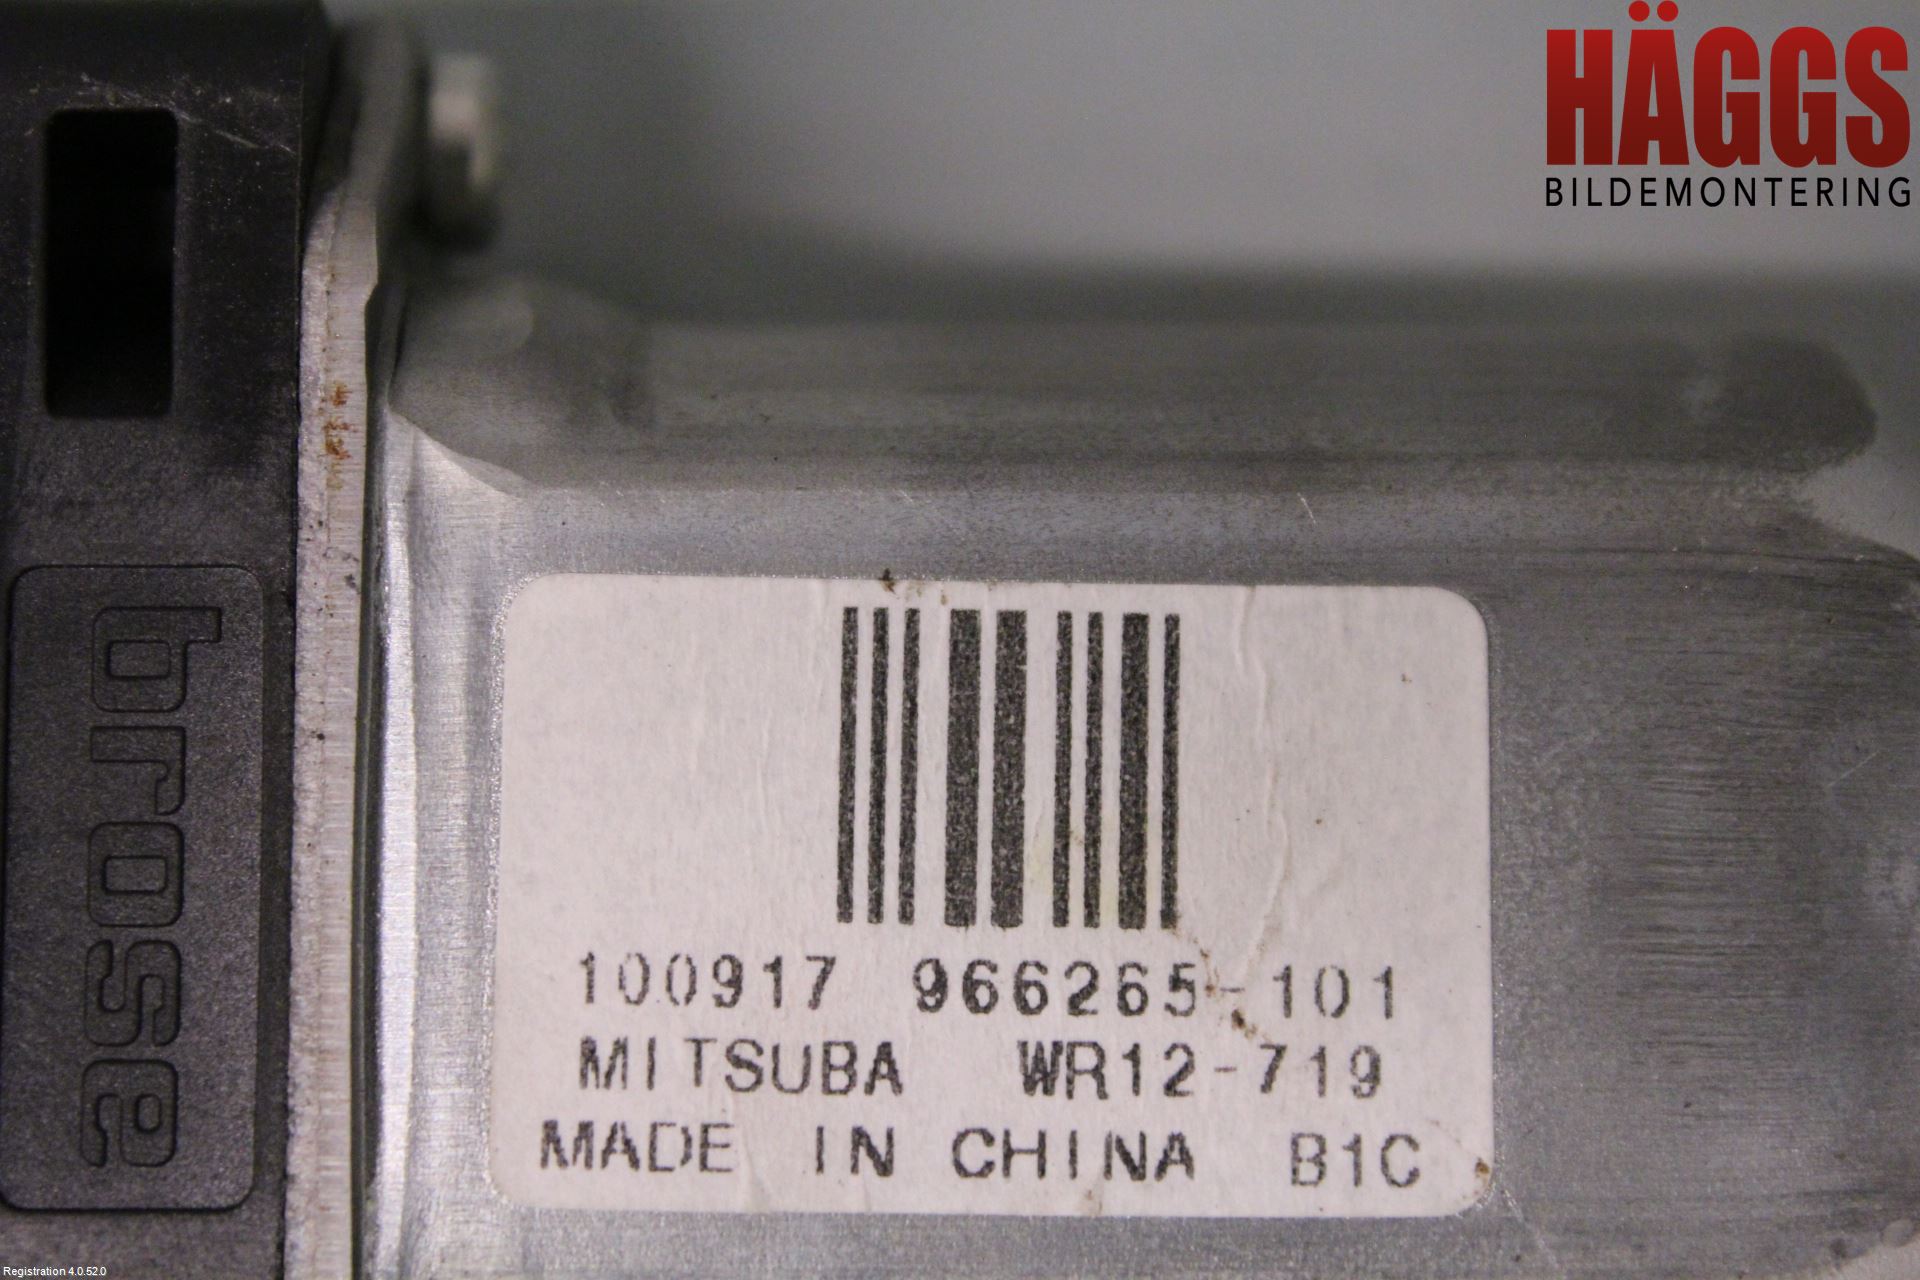 HÄGGS
BILDEMONTERING
brose
100917 966265-101
MITSUBA WR12-719
MADE IN CHINA B1C
Registration 4.0.52.0